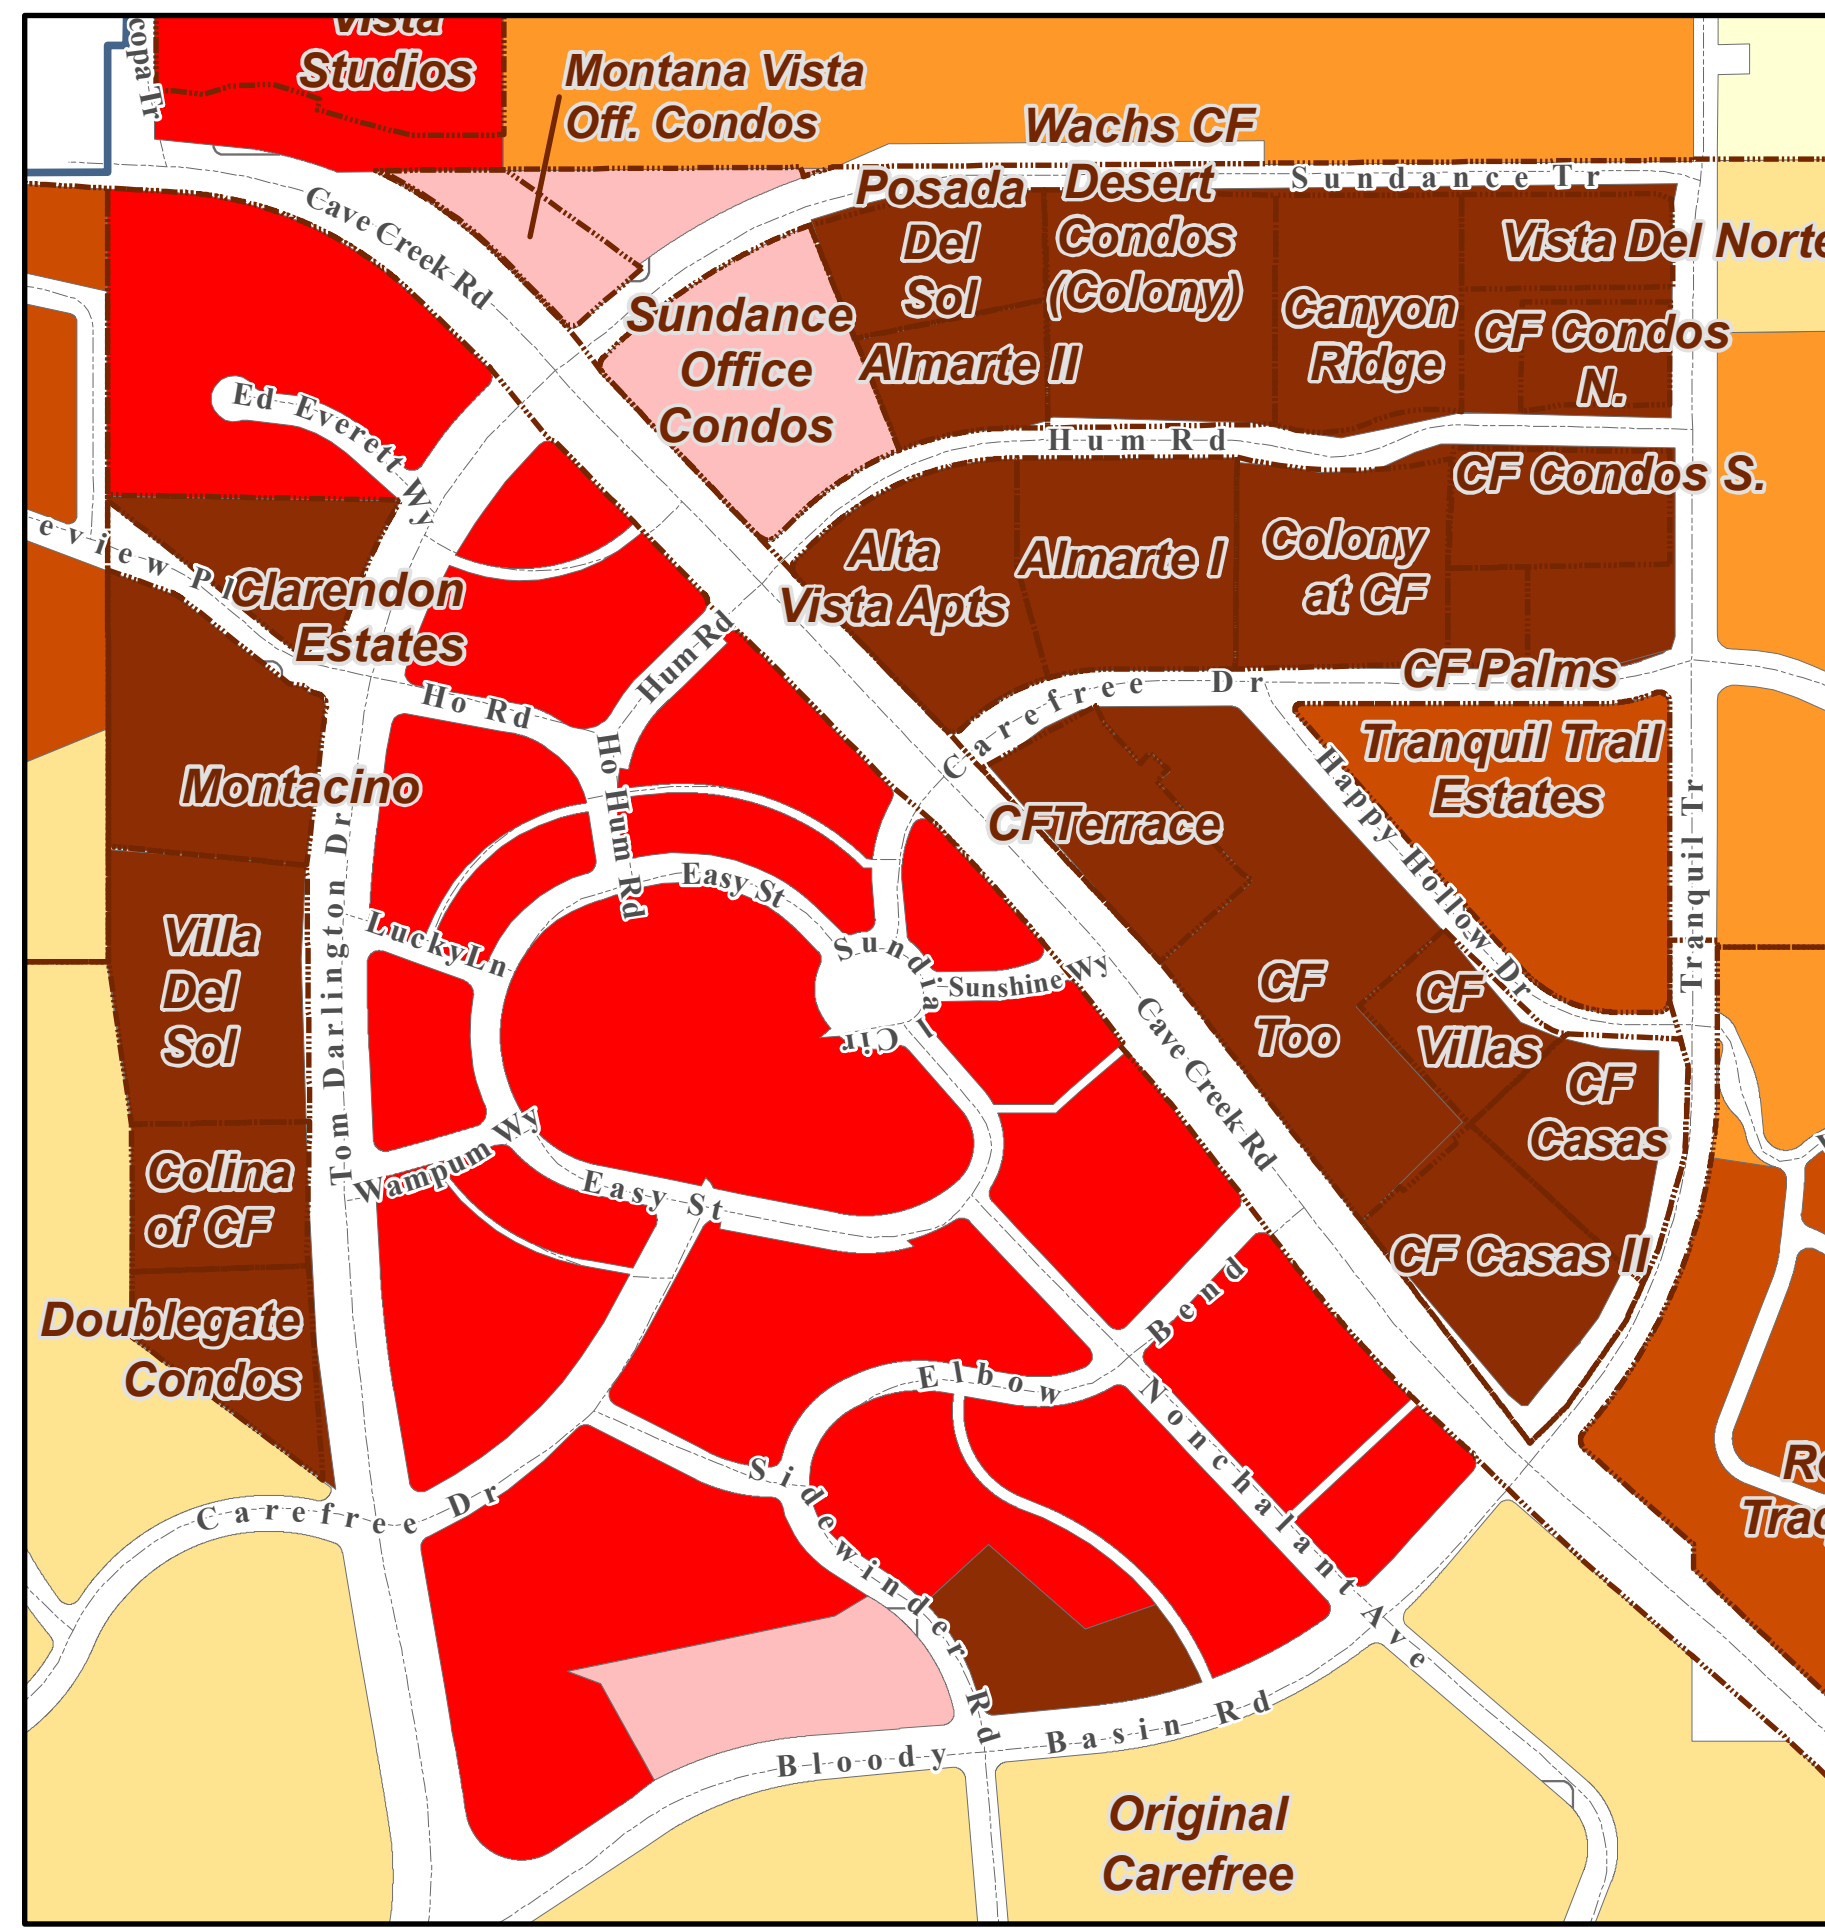 Vista
Studios
copa Tr
Montana Vista
Off. Condos
Wachs CF
Desert
Condos
(Colony)
Sundance Tr
Posada
Del
Sol
Vista Del Norte
Cave Creek Rd
Sundance
Office
Condos
Almarte II
Canyon
Ridge
CF Condos
N.
Ed Everett Wy
Hum Rd
CF Condos S.
eview Pl
Clarendon
Estates
Alta
Vista Apts
Almarte I
Colony
at CF
Hum Rd
Ho Rd
Carefree Dr
CF Palms
Tranquil Trail
Estates
Montacino
Ho Hum Rd
CFTerrace
Happy Hollow Dr
Tranquil Tr
Easy St
Tom Darlington Dr
Lucky Ln
Villa
Del
Sol
Sundial Cir
Sunshine Wy
CF
Too
CF
Villas
Cave Creek Rd
CF
Casas
Wampum Wy
Colina
of CF
Easy St
CF Casas II
Bend
Doublegate
Condos
Elbow
Nonchalant Ave
Carefree Dr
Sidewinder Rd
Bloody Basin Rd
Original
Carefree